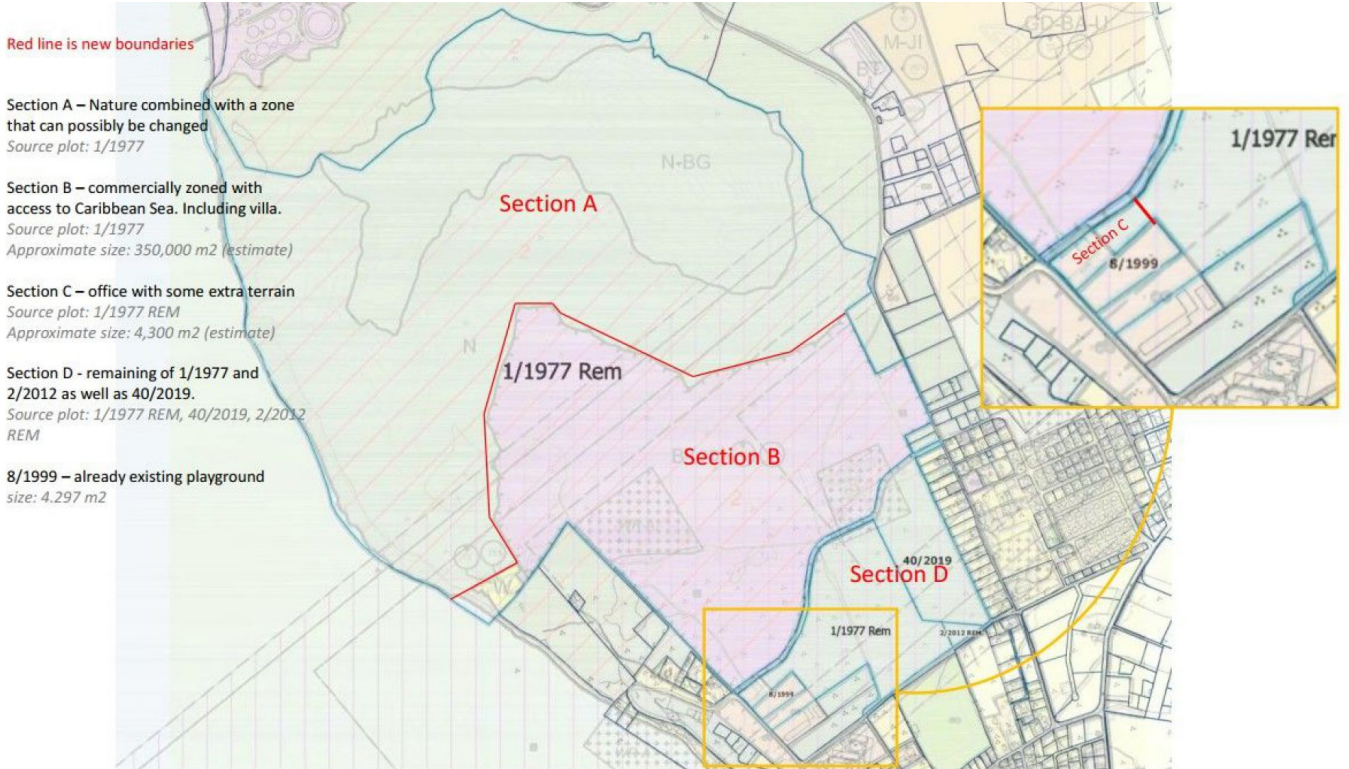 Red line is new boundaries
Section A – Nature combined with a zone
that can possibly be changed
Source plot: 1/1977
Section B – commercially zoned with
access to Caribbean Sea. Including villa.
Source plot: 1/1977
Approximate size: 350,000 m2 (estimate)
Section C – office with some extra terrain
Source plot: 1/1977 REM
Approximate size: 4,300 m2 (estimate)
Section D - remaining of 1/1977 and
2/2012 as well as 40/2019.
Source plot: 1/1977 REM, 40/2019, 2/2012
REM
8/1999 – already existing playground
size: 4.297 m2
GD-BA-U
M-JI
2
N-BG
Section A
N
1/1977 Rem
Section B
2
40/2019
Section D
1/1977 Rem
2/2012 REM
8/1999
W
1/1977 Rer
Section C
8/1999